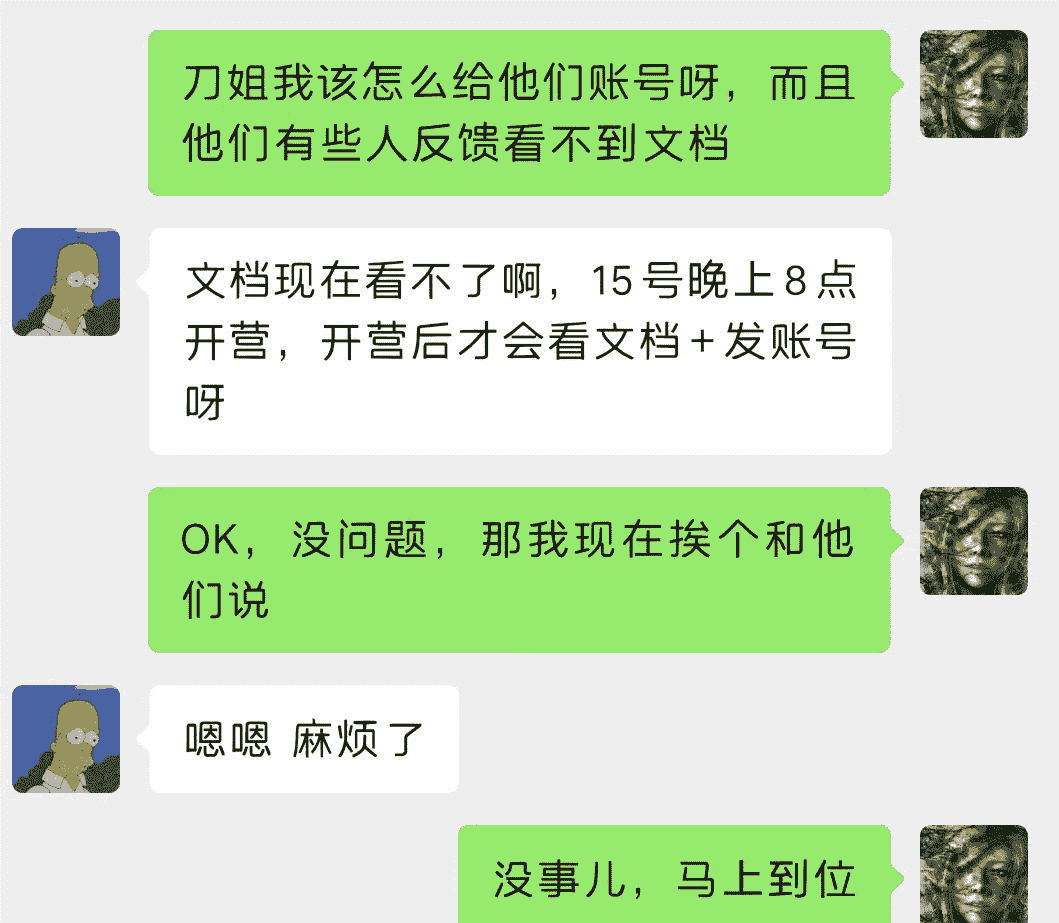 刀姐我该怎么给他们账号呀，而且
他们有些人反馈看不到文档
文档现在看不了啊，15号晚上8点
开营，开营后才会看文档+发账号
呀
OK，没问题，那我现在挨个和他
们说
嗯嗯 麻烦了
没事儿，马上到位